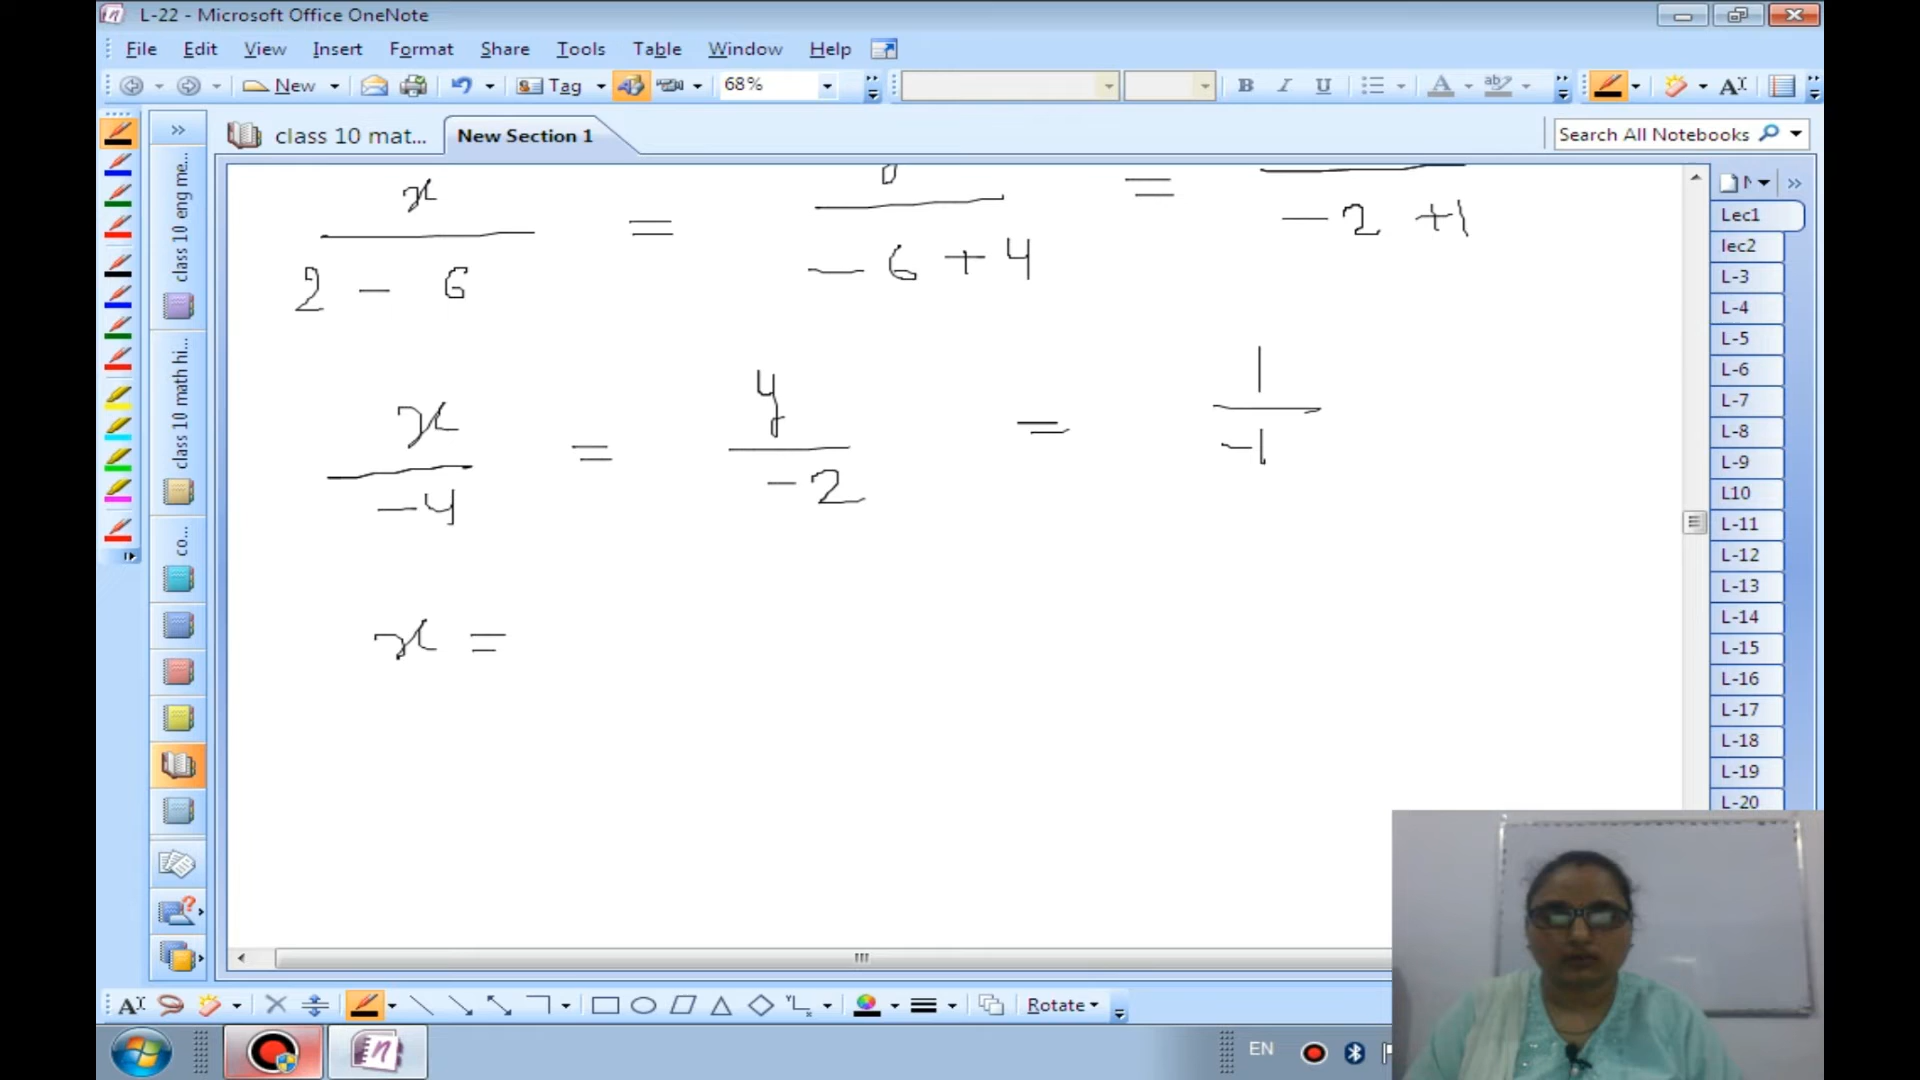 L-22 - Microsoft Office OneNote
File Edit View Insert Format Share Tools Table Window Help
New Tag 68% B I U A ab A
class 10 mat... New Section 1 Search All Notebooks
class 10 eng me...
class 10 math hi...
co...
x/(2 - 6) = y/(-6 + 4) = /(-2 + 1)
x/-4 = y/-2 = 1/-1
x =
Lec1
lec2
L-3
L-4
L-5
L-6
L-7
L-8
L-9
L10
L-11
L-12
L-13
L-14
L-15
L-16
L-17
L-18
L-19
L-20
A Rotate
EN